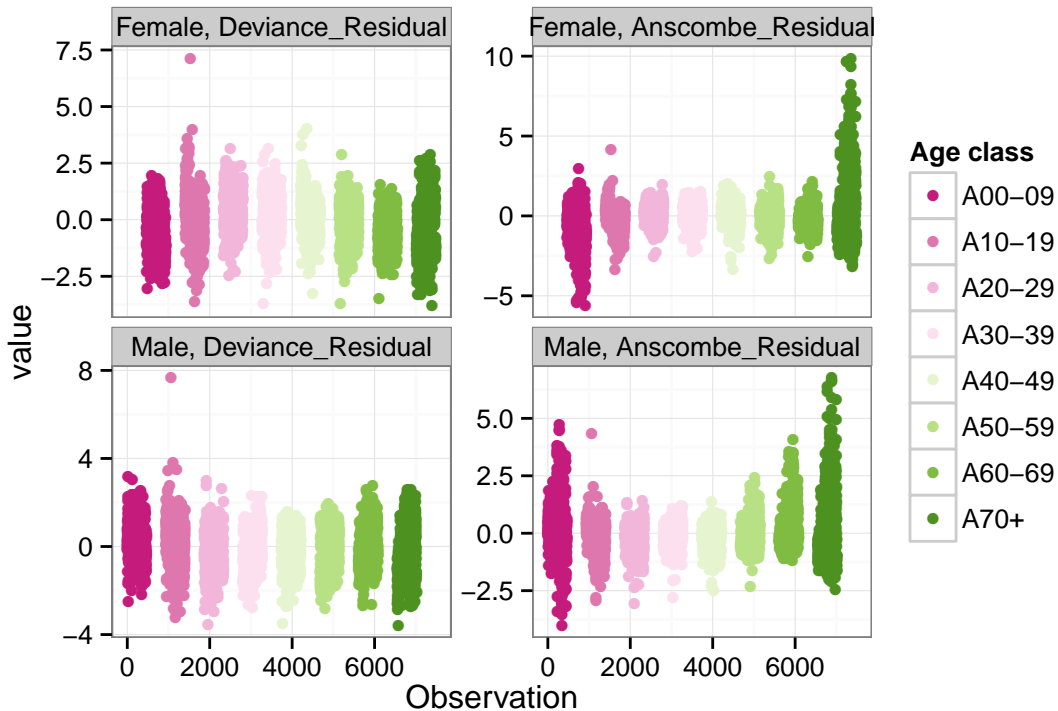 Female, Deviance_Residual
Female, Anscombe_Residual
7.5
5.0
2.5
0.0
−2.5
10
5
0
−5
Male, Deviance_Residual
Male, Anscombe_Residual
8
4
0
−4
5.0
2.5
0.0
−2.5
0 2000 4000 6000
0 2000 4000 6000
value
Observation
Age class
A00−09
A10−19
A20−29
A30−39
A40−49
A50−59
A60−69
A70+